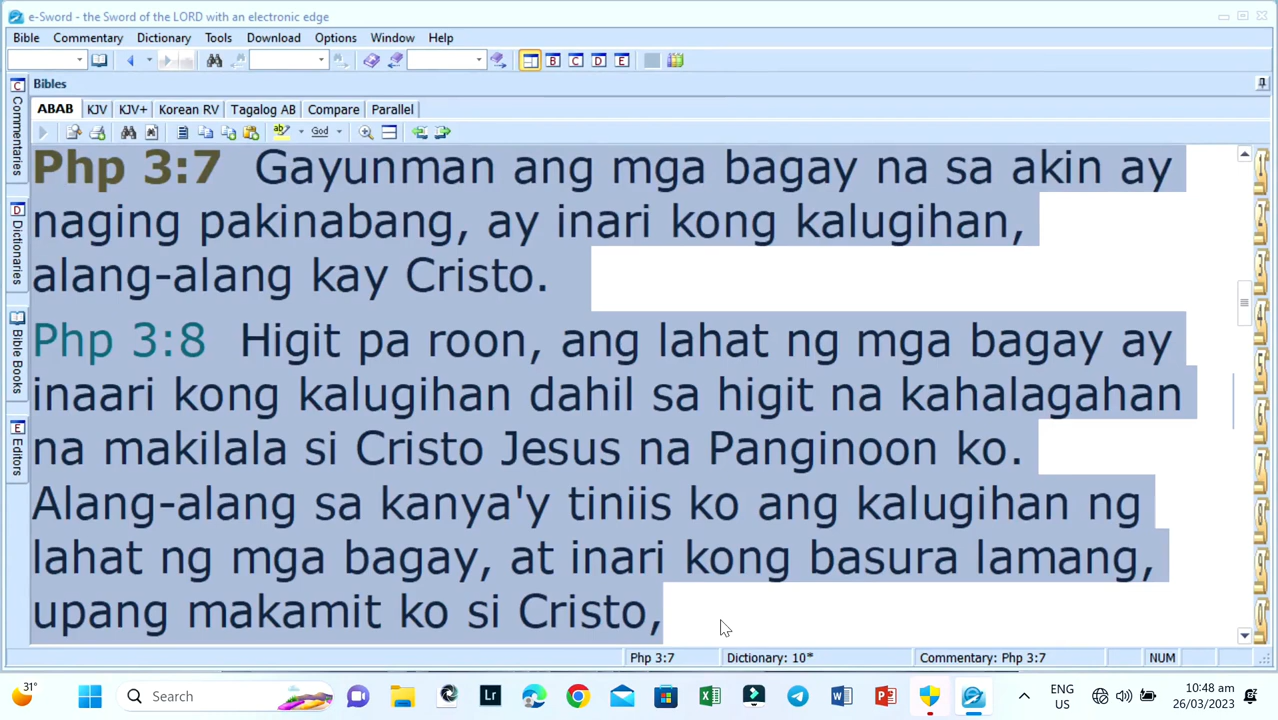 e-Sword - the Sword of the LORD with an electronic edge
Bible Commentary Dictionary Tools Download Options Window Help
B C D E
Bibles
ABAB KJV KJV+ Korean RV Tagalog AB Compare Parallel
ab God
Commentaries
Dictionaries
Bible Books
Editors
Php 3:7 Gayunman ang mga bagay na sa akin ay
naging pakinabang, ay inari kong kalugihan,
alang-alang kay Cristo.
Php 3:8 Higit pa roon, ang lahat ng mga bagay ay
inaari kong kalugihan dahil sa higit na kahalagahan
na makilala si Cristo Jesus na Panginoon ko.
Alang-alang sa kanya'y tiniis ko ang kalugihan ng
lahat ng mga bagay, at inari kong basura lamang,
upang makamit ko si Cristo,
Php 3:7 Dictionary: 10* Commentary: Php 3:7 NUM
31° Search Lr ENG 10:48 am
US 26/03/2023